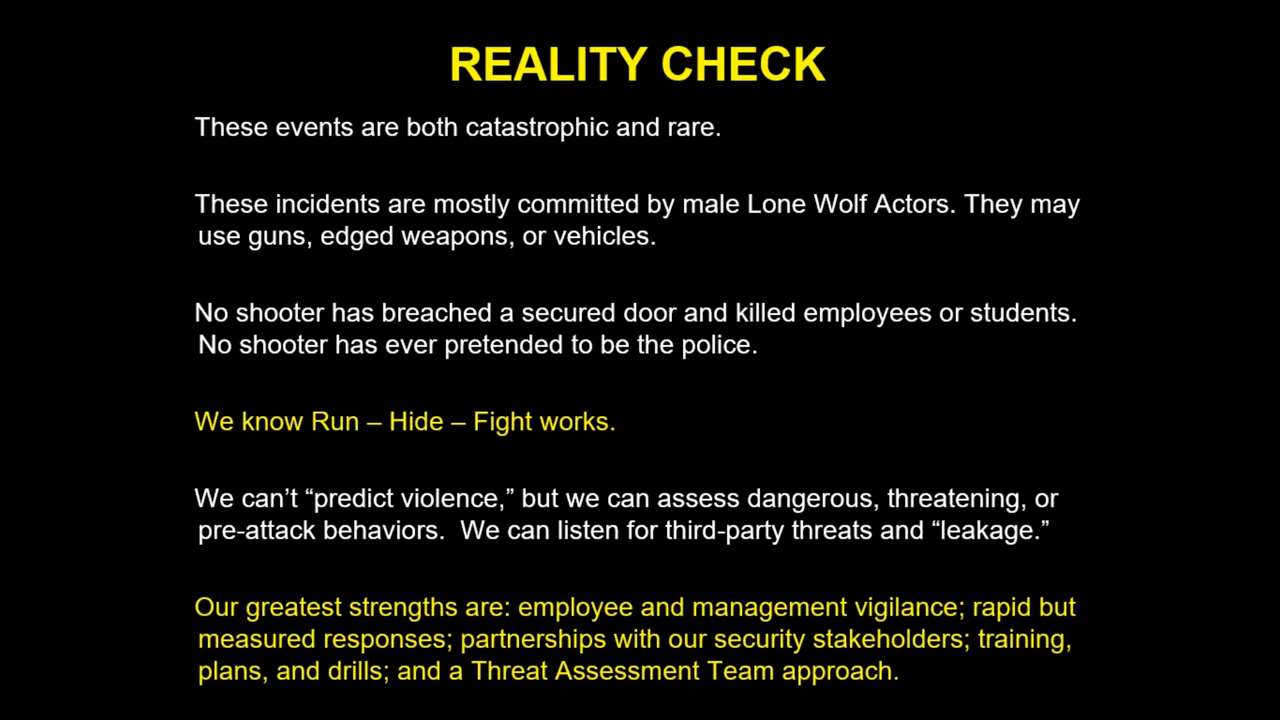 REALITY CHECK
These events are both catastrophic and rare.
These incidents are mostly committed by male Lone Wolf Actors. They may
use guns, edged weapons, or vehicles.
No shooter has breached a secured door and killed employees or students.
No shooter has ever pretended to be the police.
We know Run – Hide – Fight works.
We can’t “predict violence,” but we can assess dangerous, threatening, or
pre-attack behaviors.  We can listen for third-party threats and “leakage.”
Our greatest strengths are: employee and management vigilance; rapid but
measured responses; partnerships with our security stakeholders; training,
plans, and drills; and a Threat Assessment Team approach.